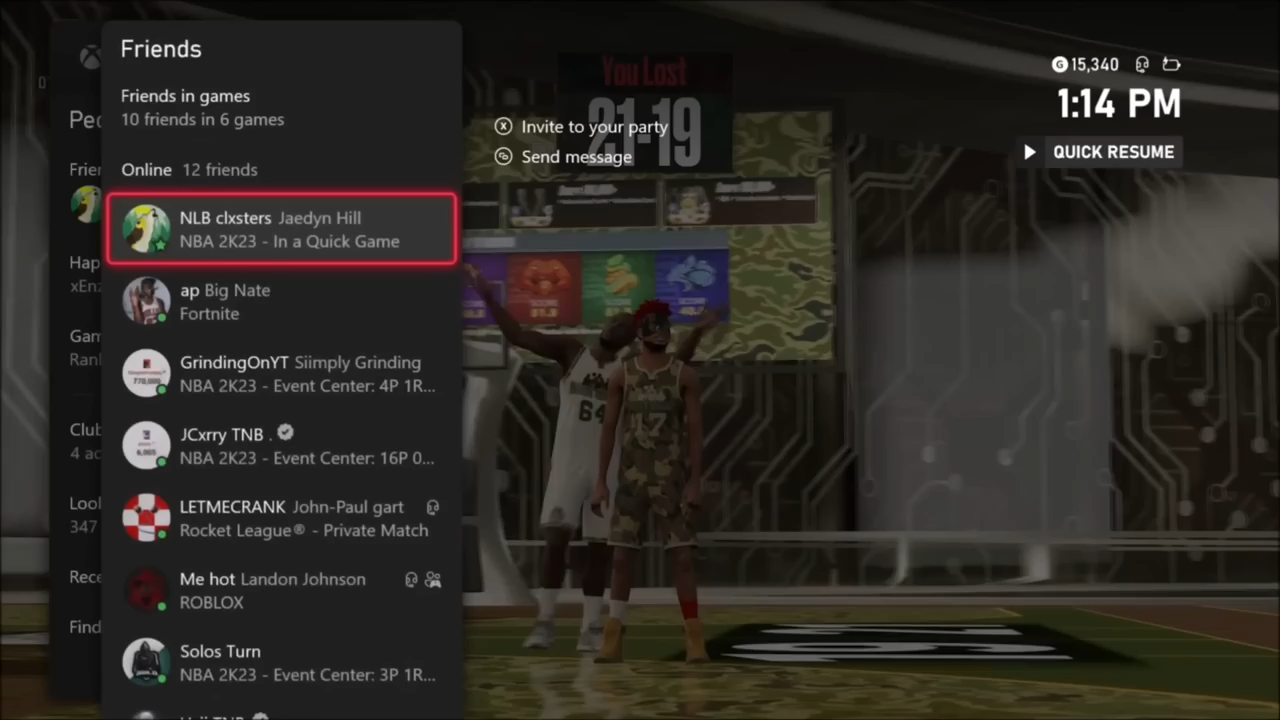 Friends
Friends in games
10 friends in 6 games
Online 12 friends
NLB clxsters Jaedyn Hill
NBA 2K23 - In a Quick Game
ap Big Nate
Fortnite
GrindingOnYT Siimply Grinding
NBA 2K23 - Event Center: 4P 1R...
JCxrry TNB .
NBA 2K23 - Event Center: 16P 0...
LETMECRANK John-Paul gart
Rocket League® - Private Match
Me hot Landon Johnson
ROBLOX
Solos Turn
NBA 2K23 - Event Center: 3P 1R...
Invite to your party
Send message
You Lost
21-19
G 15,340
1:14 PM
QUICK RESUME
64
17